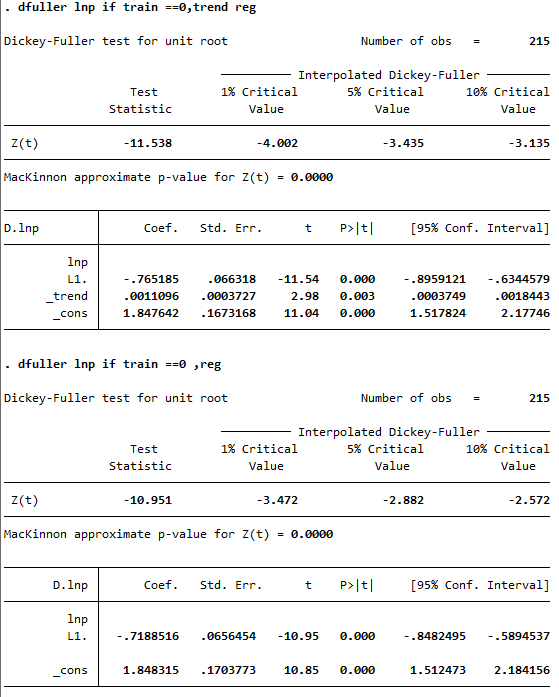 . dfuller lnp if train ==0,trend reg
Dickey-Fuller test for unit root Number of obs = 215
Interpolated Dickey-Fuller
Test 1% Critical 5% Critical 10% Critical
Statistic Value Value Value
Z(t) -11.538 -4.002 -3.435 -3.135
MacKinnon approximate p-value for Z(t) = 0.0000
D.lnp Coef. Std. Err. t P>|t| [95% Conf. Interval]
lnp
L1. -.765185 .066318 -11.54 0.000 -.8959121 -.6344579
_trend .0011096 .0003727 2.98 0.003 .0003749 .0018443
_cons 1.847642 .1673168 11.04 0.000 1.517824 2.17746
. dfuller lnp if train ==0 ,reg
Dickey-Fuller test for unit root Number of obs = 215
Interpolated Dickey-Fuller
Test 1% Critical 5% Critical 10% Critical
Statistic Value Value Value
Z(t) -10.951 -3.472 -2.882 -2.572
MacKinnon approximate p-value for Z(t) = 0.0000
D.lnp Coef. Std. Err. t P>|t| [95% Conf. Interval]
lnp
L1. -.7188516 .0656454 -10.95 0.000 -.8482495 -.5894537
_cons 1.848315 .1703773 10.85 0.000 1.512473 2.184156